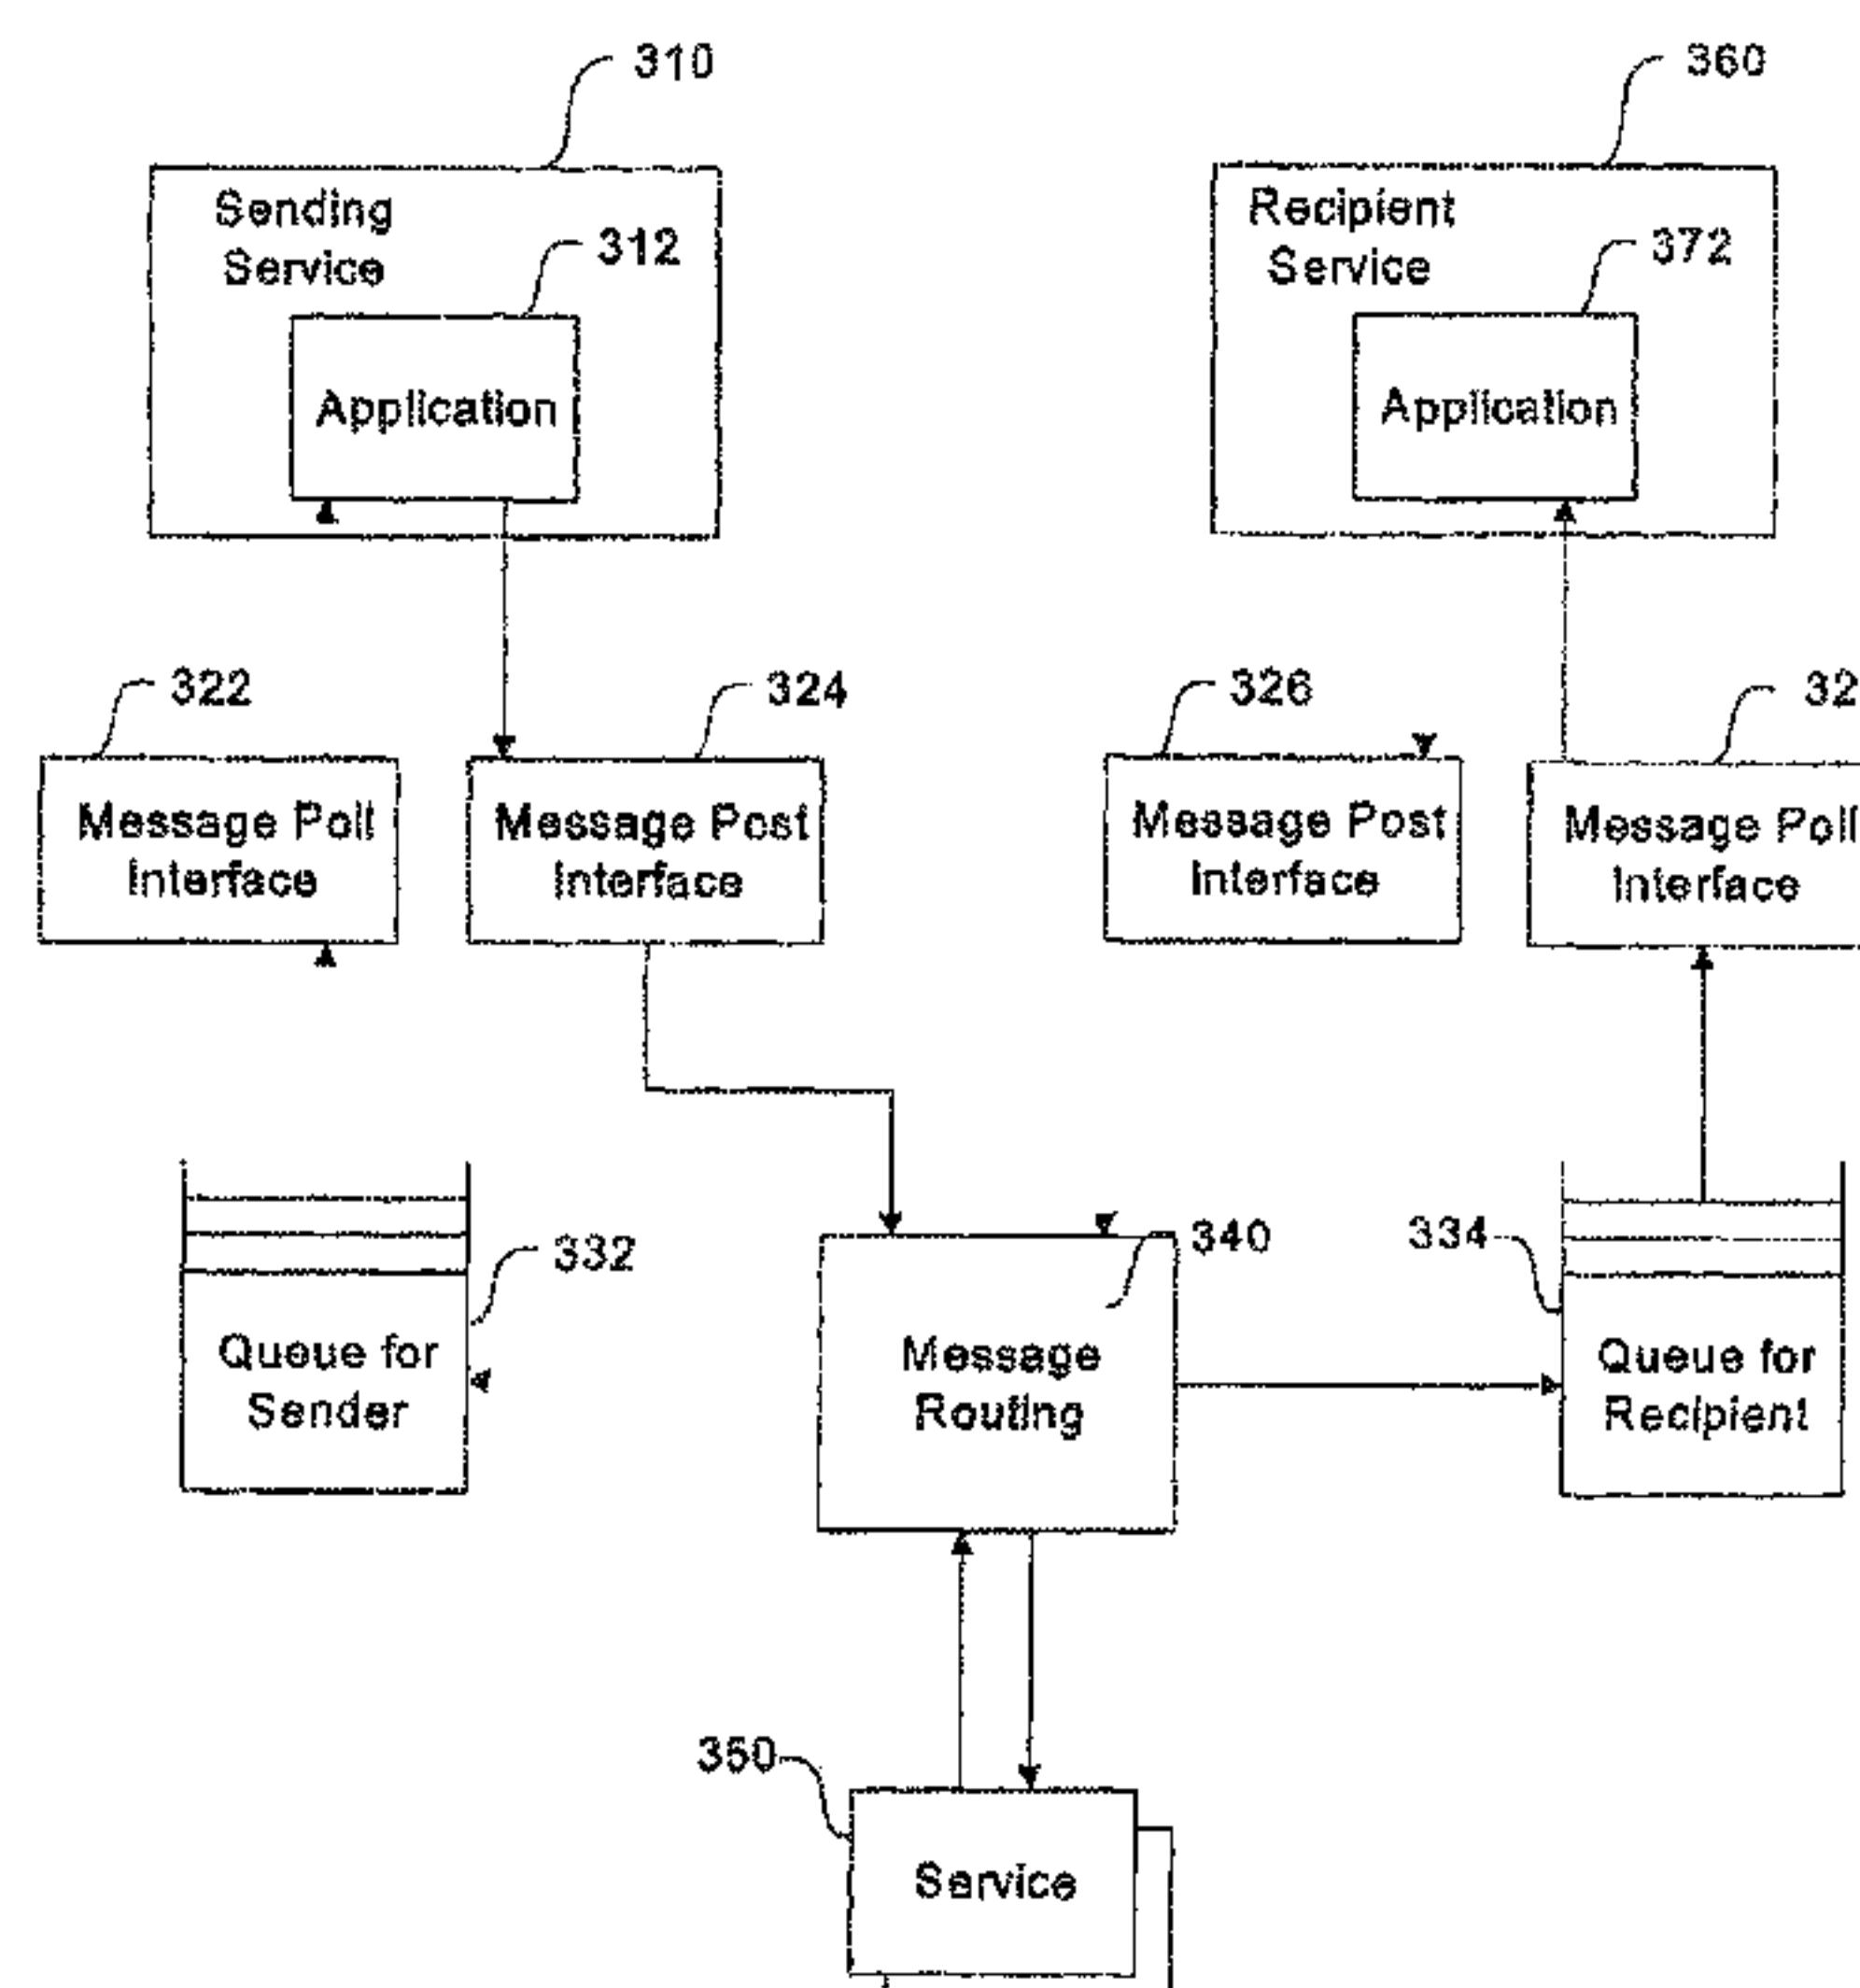 310
360
Sending
Service
312
Recipient
Service
372
Application
Application
322
324
326
32
Message Poll
Interface
Message Post
Interface
Message Post
Interface
Message Poll
Interface
332
340
334
Queue for
Sender
Message
Routing
Queue for
Recipient
350
Service